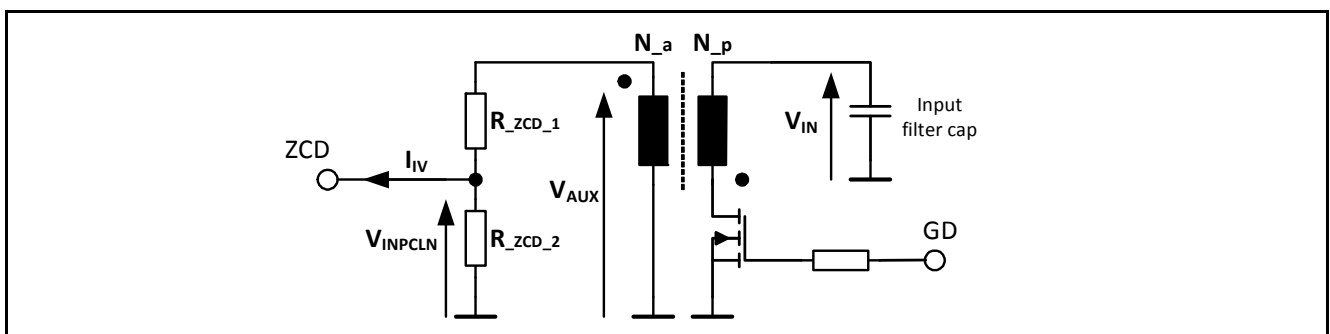 N_a N_p
R_ZCD_1
V_IN
Input
filter cap
ZCD
I_IV
V_AUX
V_INPCLN
R_ZCD_2
GD